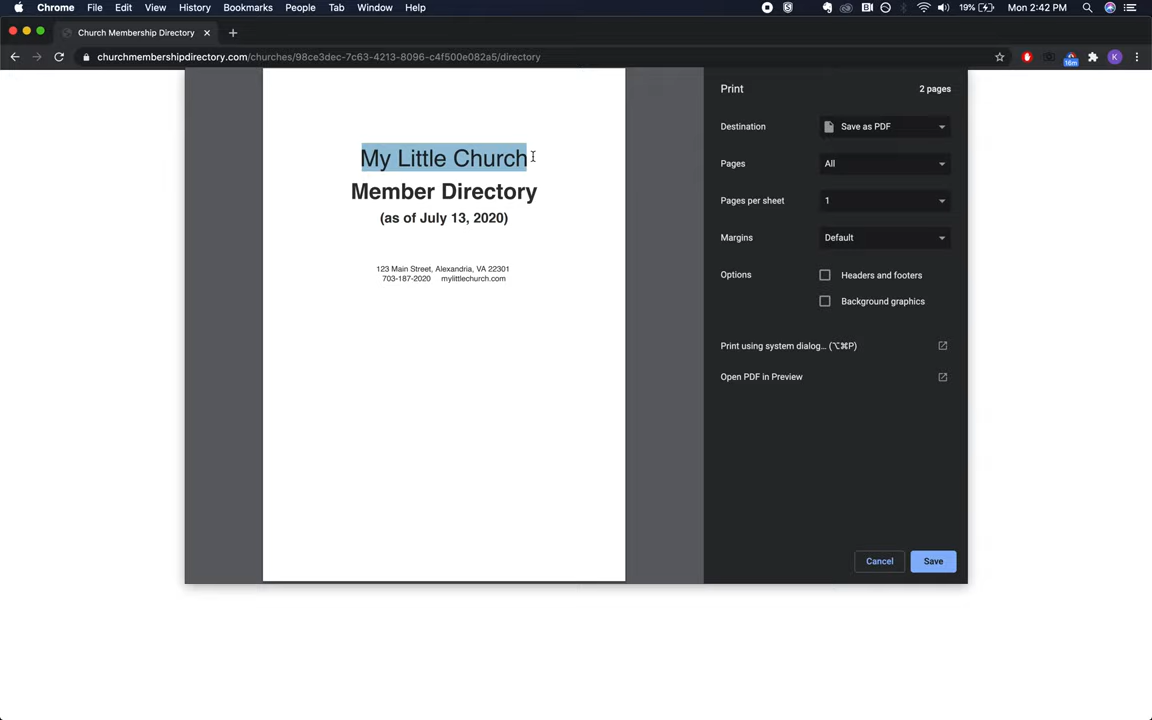 Chrome File Edit View History Bookmarks People Tab Window Help 19% Mon 2:42 PM
Church Membership Directory
churchmembershipdirectory.com/churches/98ce3dec-7c63-4213-8096-c4f500e082a5/directory
16m K
My Little Church
Member Directory
(as of July 13, 2020)
123 Main Street, Alexandria, VA 22301
703-187-2020 mylittlechurch.com
Print 2 pages
Destination Save as PDF
Pages All
Pages per sheet 1
Margins Default
Options Headers and footers
Background graphics
Print using system dialog... (⌥⌘P)
Open PDF in Preview
Cancel Save